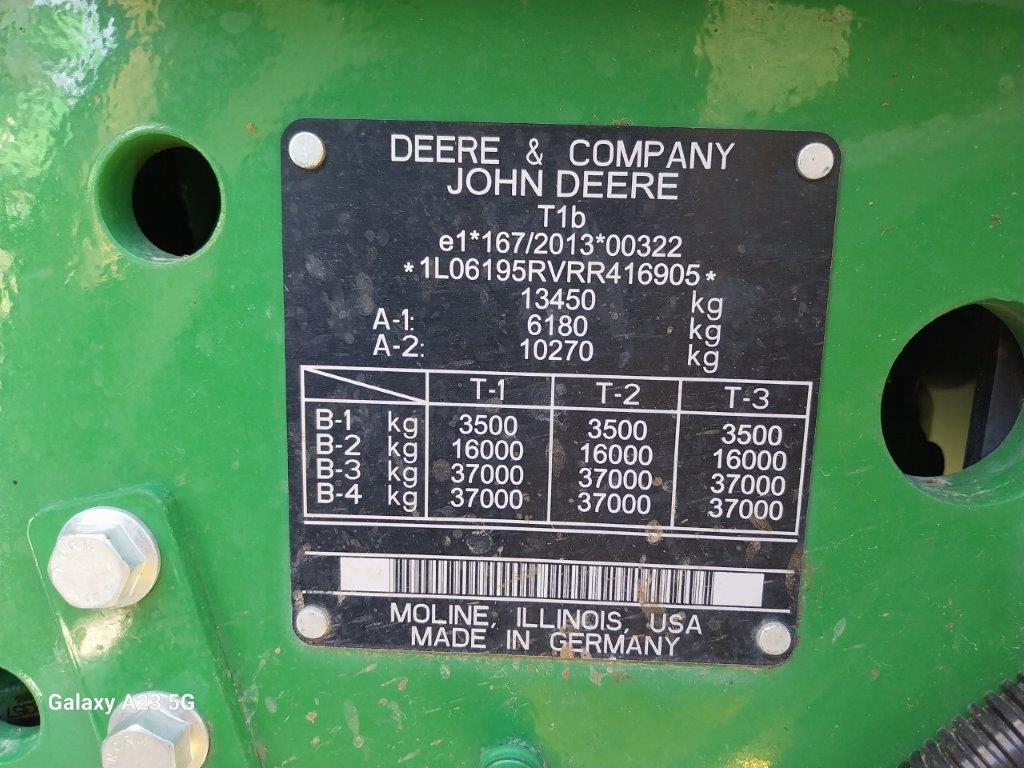 DEERE & COMPANY
JOHN DEERE
T1b
e1*167/2013*00322
*1L06195RVRR416905*
13450 kg
A-1: 6180 kg
A-2: 10270 kg
T-1 T-2 T-3
B-1 kg 3500 3500 3500
B-2 kg 16000 16000 16000
B-3 kg 37000 37000 37000
B-4 kg 37000 37000 37000
MOLINE, ILLINOIS, USA
MADE IN GERMANY
Galaxy A23 5G